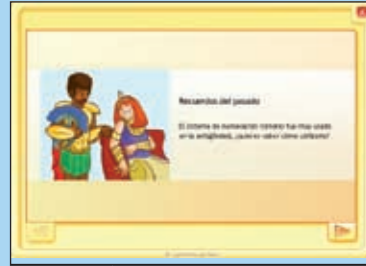 Recuerdos del pasado
El sistema de numeración romano fue muy usado
en la antigüedad, ¿quieres saber cómo utilizarlo?